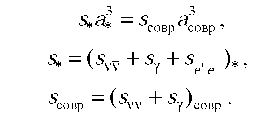 s_* a_*^3 = s_совр a_совр^3 ,
s_* = (s_νν̅ + s_γ + s_e⁺e⁻)_* ,
s_совр = (s_νν + s_γ)_совр .